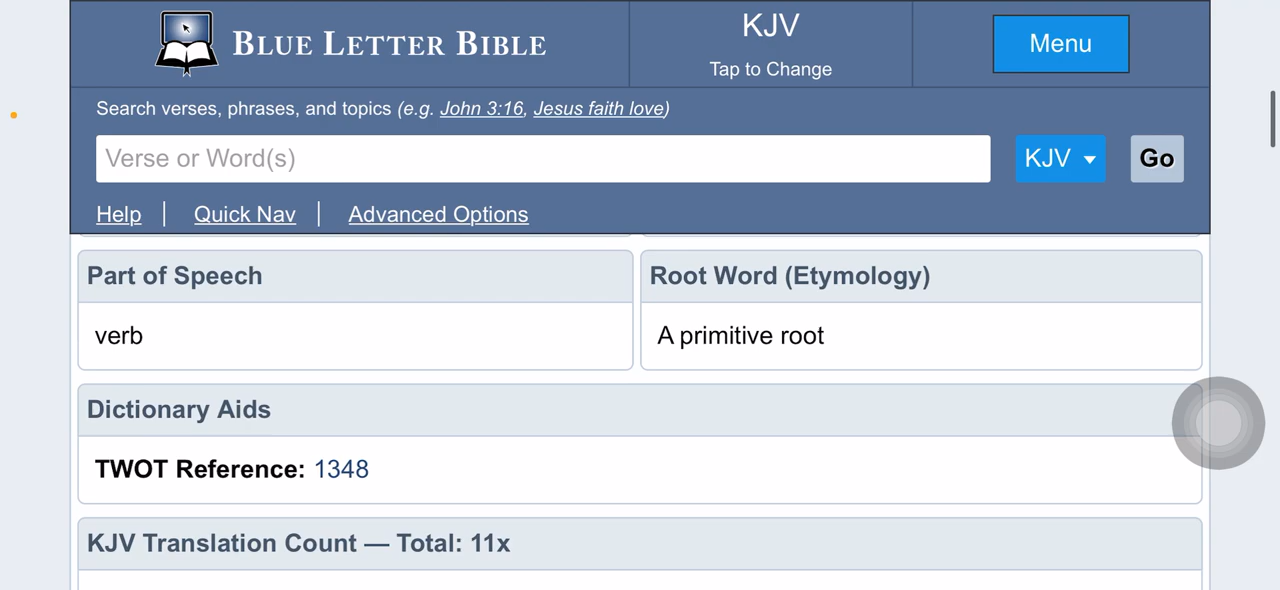 BLUE LETTER BIBLE
KJV
Tap to Change
Menu
Search verses, phrases, and topics (e.g. John 3:16, Jesus faith love)
Verse or Word(s)
KJV
Go
Help | Quick Nav | Advanced Options
Part of Speech
verb
Root Word (Etymology)
A primitive root
Dictionary Aids
TWOT Reference: 1348
KJV Translation Count — Total: 11x